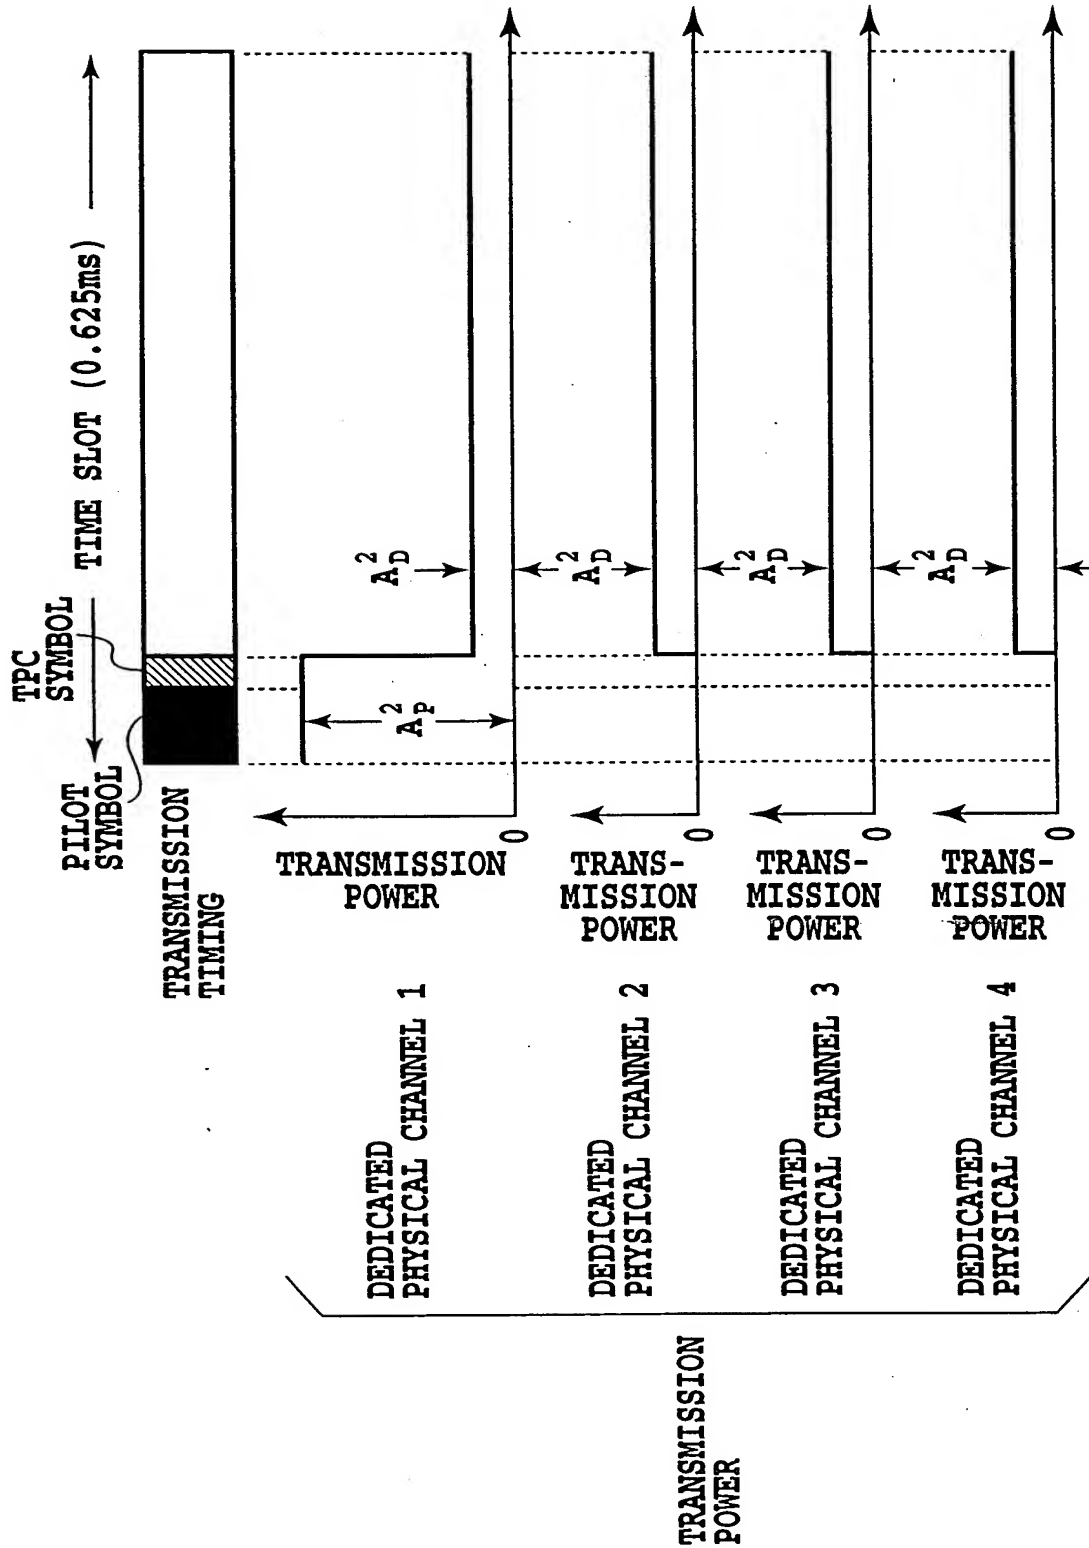 TIME SLOT (0.625ms)
TPC
SYMBOL
PILOT
SYMBOL
TRANSMISSION
TIMING
TRANSMISSION
POWER
DEDICATED
PHYSICAL CHANNEL 1
TRANSMISSION
POWER
0
A²P
A²D
DEDICATED
PHYSICAL CHANNEL 2
TRANS-
MISSION
POWER
0
A²D
DEDICATED
PHYSICAL CHANNEL 3
TRANS-
MISSION
POWER
0
A²D
DEDICATED
PHYSICAL CHANNEL 4
TRANS-
MISSION
POWER
0
A²D